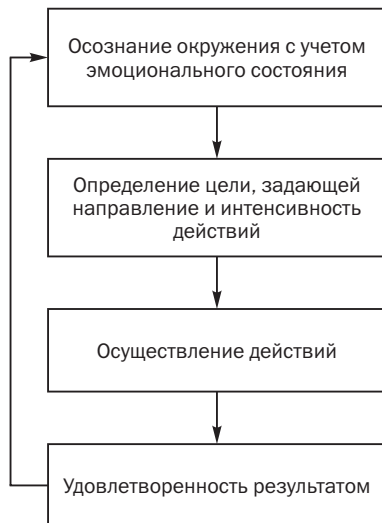 Осознание окружения с учетом
эмоционального состояния
Определение цели, задающей
направление и интенсивность
действий
Осуществление действий
Удовлетворенность результатом